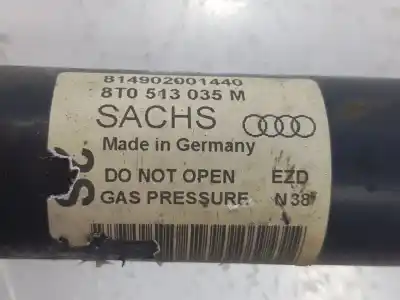 814902001440
8T0 513 035 M
SACHS
Made in Germany
DO NOT OPEN EZD
GAS PRESSURE N 38